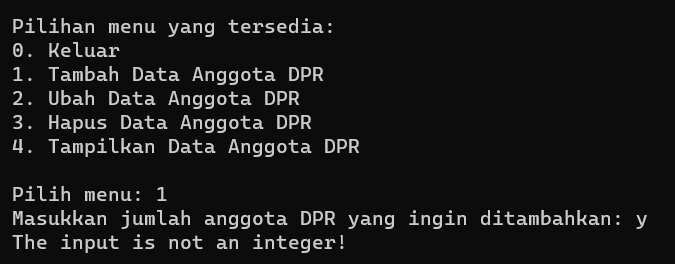 Pilihan menu yang tersedia:
0. Keluar
1. Tambah Data Anggota DPR
2. Ubah Data Anggota DPR
3. Hapus Data Anggota DPR
4. Tampilkan Data Anggota DPR
Pilih menu: 1
Masukkan jumlah anggota DPR yang ingin ditambahkan: y
The input is not an integer!